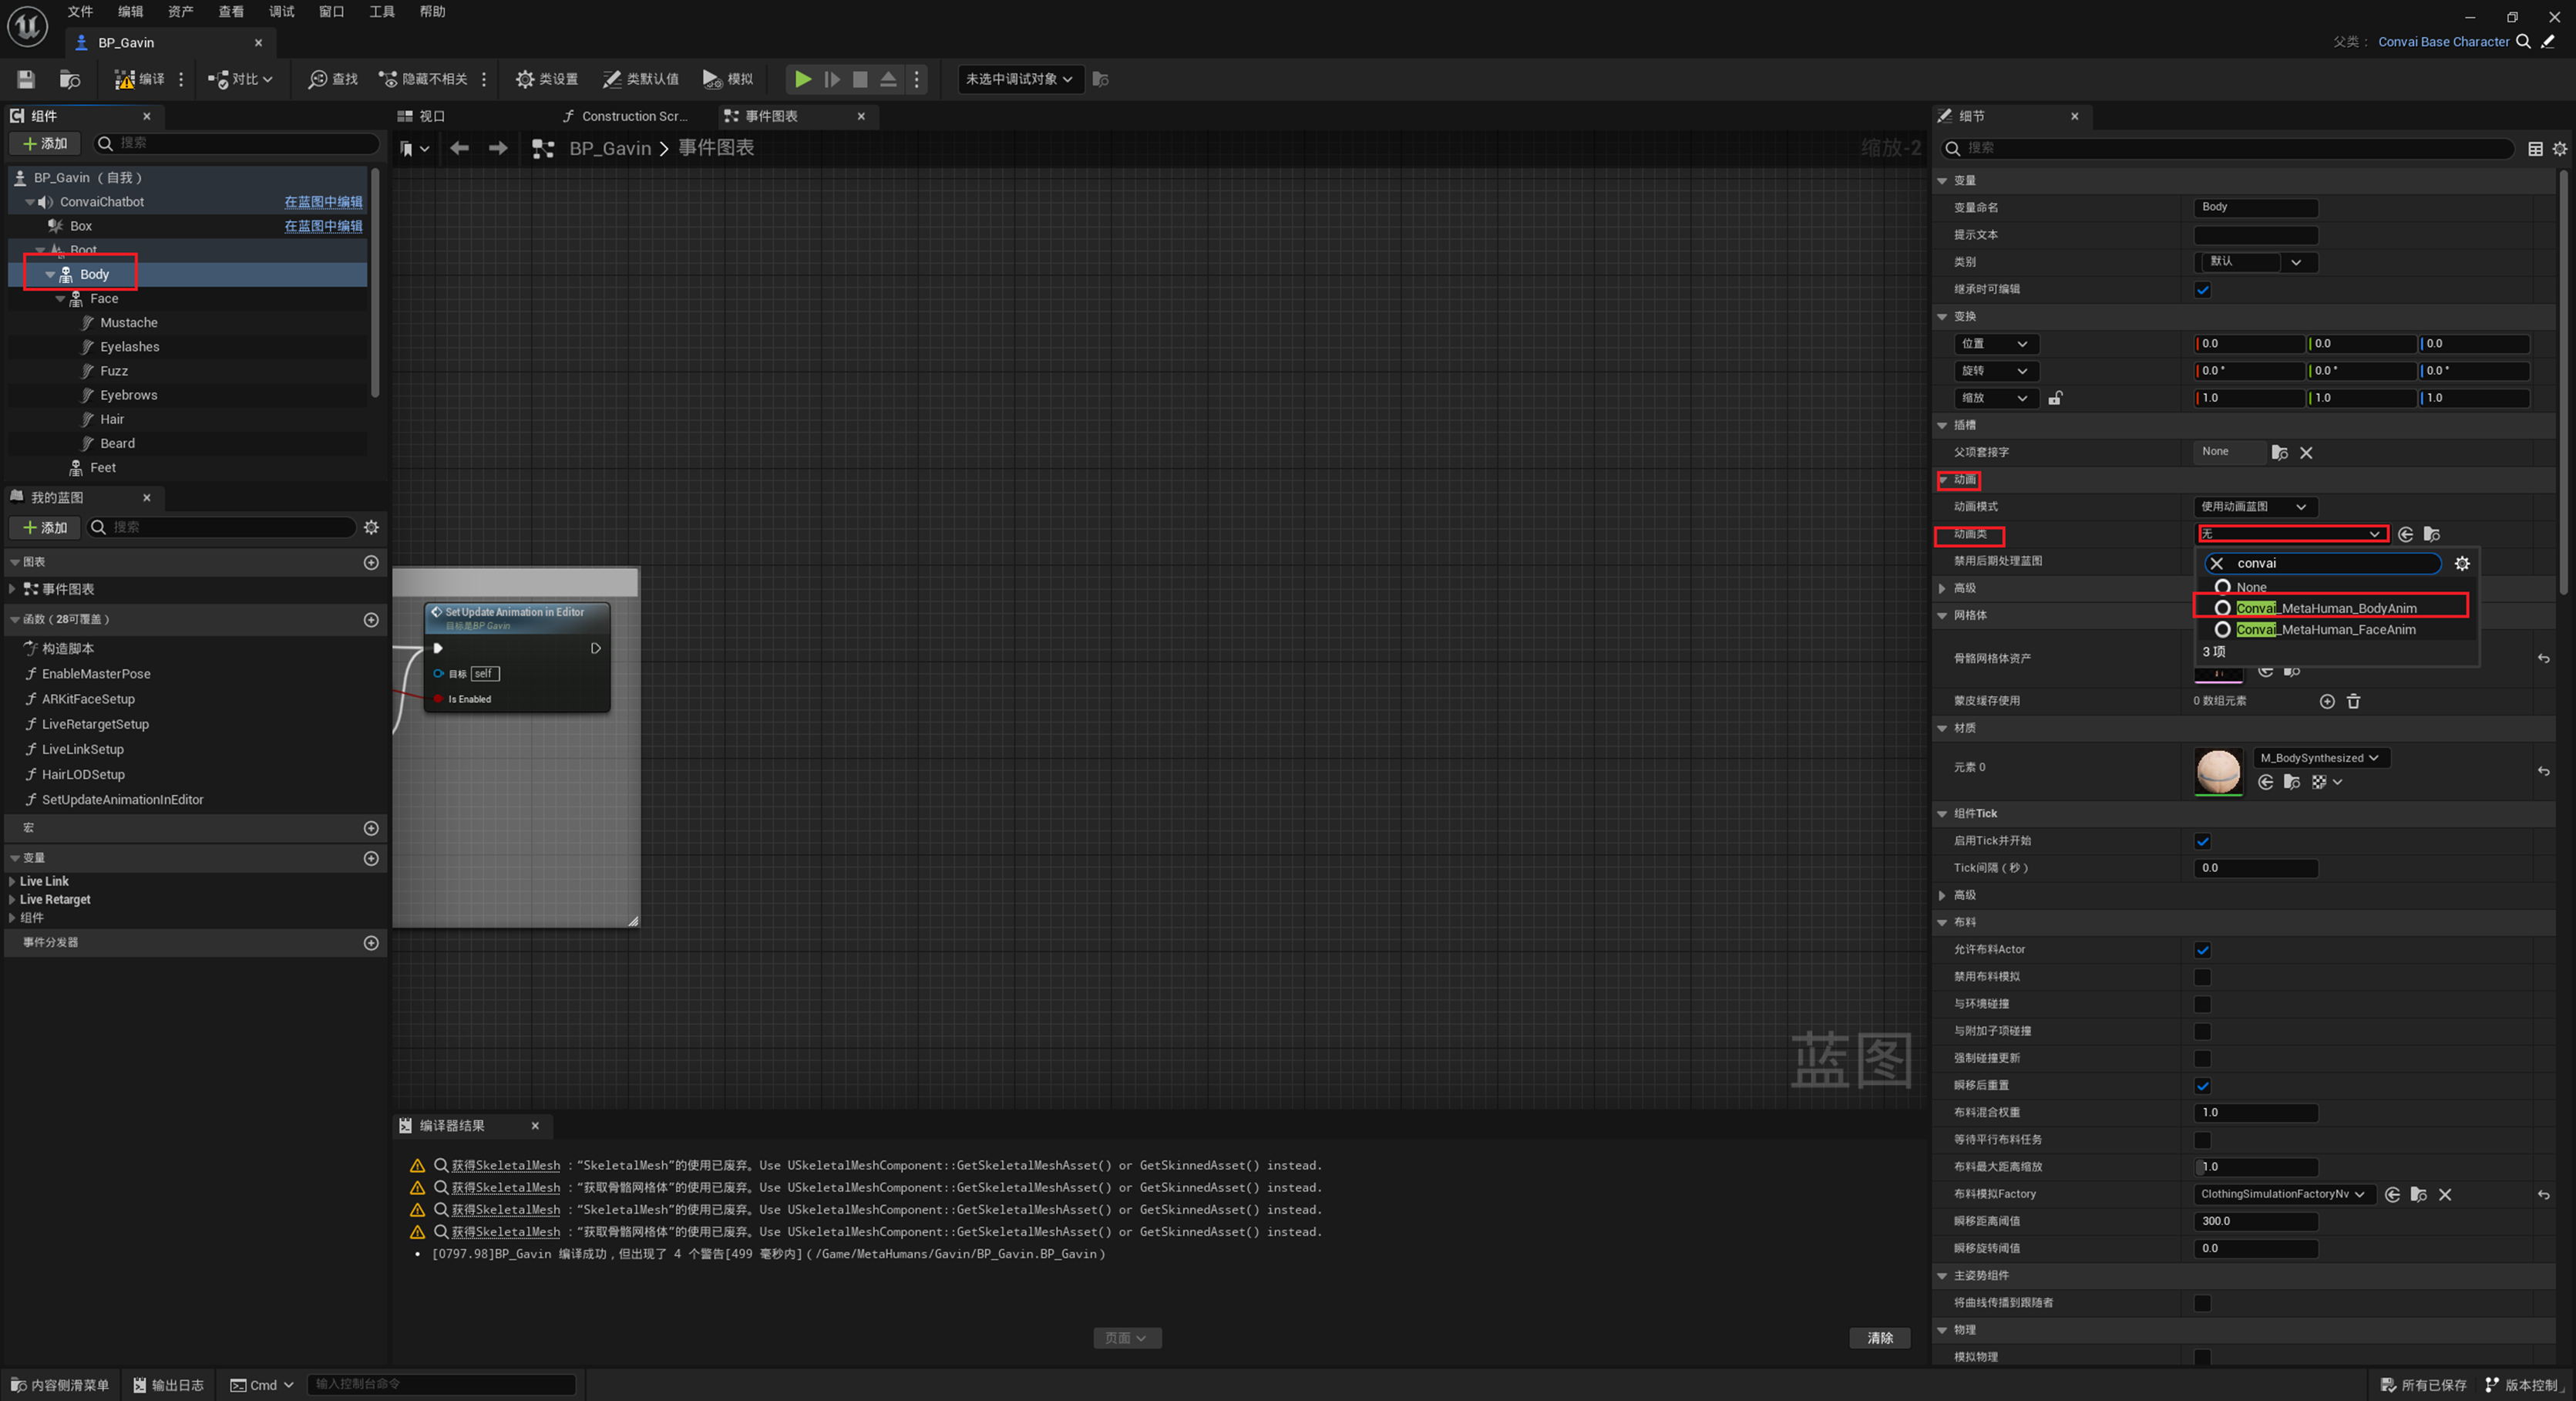 文件 编辑 资产 查看 调试 窗口 工具 帮助
BP_Gavin
父类： Convai Base Character
编译 对比 查找 隐藏不相关 类设置 类默认值 模拟 未选中调试对象
组件
添加 搜索
BP_Gavin （自我）
ConvaiChatbot 在蓝图中编辑
Box 在蓝图中编辑
Root
Body
Face
Mustache
Eyelashes
Fuzz
Eyebrows
Hair
Beard
Feet
我的蓝图
添加 搜索
图表
事件图表
函数（28可覆盖）
构造脚本
EnableMasterPose
ARKitFaceSetup
LiveRetargetSetup
LiveLinkSetup
HairLODSetup
SetUpdateAnimationInEditor
宏
变量
Live Link
Live Retarget
组件
事件分发器
视口 Construction Scr... 事件图表
BP_Gavin 事件图表 缩放-2
Set Update Animation in Editor
目标是BP Gavin
目标 self
Is Enabled
蓝图
编译器结果
获得SkeletalMesh ：“SkeletalMesh”的使用已废弃。Use USkeletalMeshComponent::GetSkeletalMeshAsset() or GetSkinnedAsset() instead.
获得SkeletalMesh ：“获取骨骼网格体”的使用已废弃。Use USkeletalMeshComponent::GetSkeletalMeshAsset() or GetSkinnedAsset() instead.
获得SkeletalMesh ：“SkeletalMesh”的使用已废弃。Use USkeletalMeshComponent::GetSkeletalMeshAsset() or GetSkinnedAsset() instead.
获得SkeletalMesh ：“获取骨骼网格体”的使用已废弃。Use USkeletalMeshComponent::GetSkeletalMeshAsset() or GetSkinnedAsset() instead.
[0797.98]BP_Gavin 编译成功，但出现了 4 个警告[499 毫秒内]（/Game/MetaHumans/Gavin/BP_Gavin.BP_Gavin）
页面 清除
细节
搜索
变量
变量命名 Body
提示文本
类别 默认
继承时可编辑
变换
位置 0.0 0.0 0.0
旋转 0.0 ° 0.0 ° 0.0 °
缩放 1.0 1.0 1.0
插槽
父项套接字 None
动画
动画模式 使用动画蓝图
动画类 无
convai
None
Convai_MetaHuman_BodyAnim
Convai_MetaHuman_FaceAnim
3 项
禁用后期处理蓝图
高级
网格体
骨骼网格体资产
蒙皮缓存使用 0 数组元素
材质
元素 0 M_BodySynthesized
组件Tick
启用Tick并开始
Tick间隔（秒） 0.0
高级
布料
允许布料Actor
禁用布料模拟
与环境碰撞
与附加子项碰撞
强制碰撞更新
瞬移后重置
布料混合权重 1.0
等待平行布料任务
布料最大距离缩放 1.0
布料模拟Factory ClothingSimulationFactoryNv
瞬移距离阈值 300.0
瞬移旋转阈值 0.0
主姿势组件
将曲线传播到跟随者
物理
模拟物理
内容侧滑菜单 输出日志 Cmd 输入控制台命令 所有已保存 版本控制